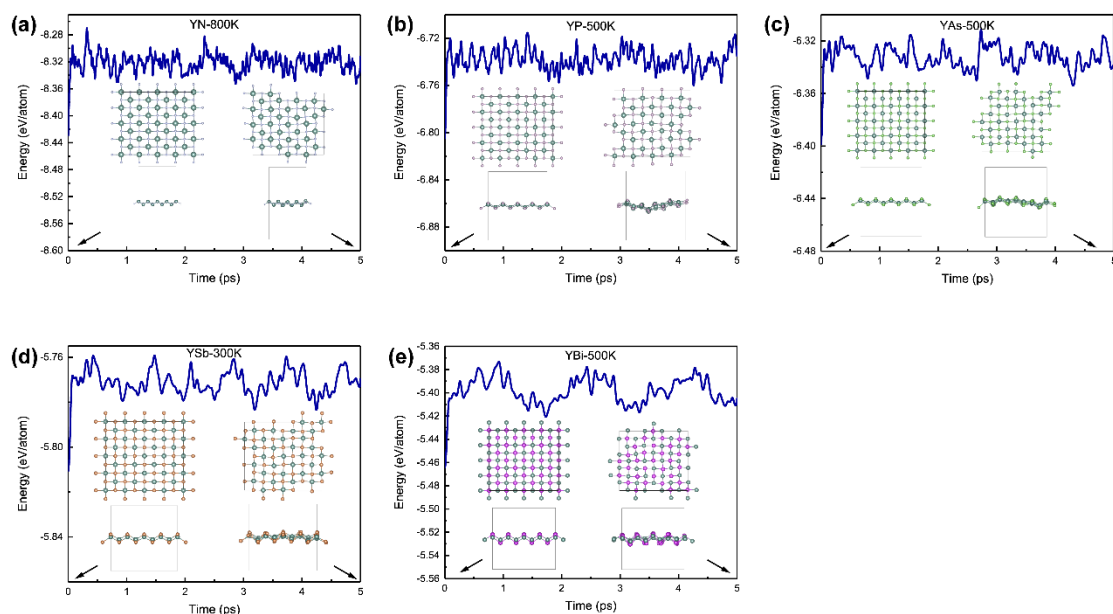 (a)
YN-800K
Energy (eV/atom)
-8.24
-8.28
-8.32
-8.36
-8.40
-8.44
-8.48
-8.52
-8.56
-8.60
0 1 2 3 4 5
Time (ps)
(b)
YP-500K
Energy (eV/atom)
-6.72
-6.76
-6.80
-6.84
-6.88
0 1 2 3 4 5
Time (ps)
(c)
YAs-500K
Energy (eV/atom)
-6.32
-6.36
-6.40
-6.44
-6.48
0 1 2 3 4 5
Time (ps)
(d)
YSb-300K
Energy (eV/atom)
-5.76
-5.80
-5.84
0 1 2 3 4 5
Time (ps)
(e)
YBi-500K
Energy (eV/atom)
-5.36
-5.38
-5.40
-5.42
-5.44
-5.46
-5.48
-5.50
-5.52
-5.54
-5.56
0 1 2 3 4 5
Time (ps)